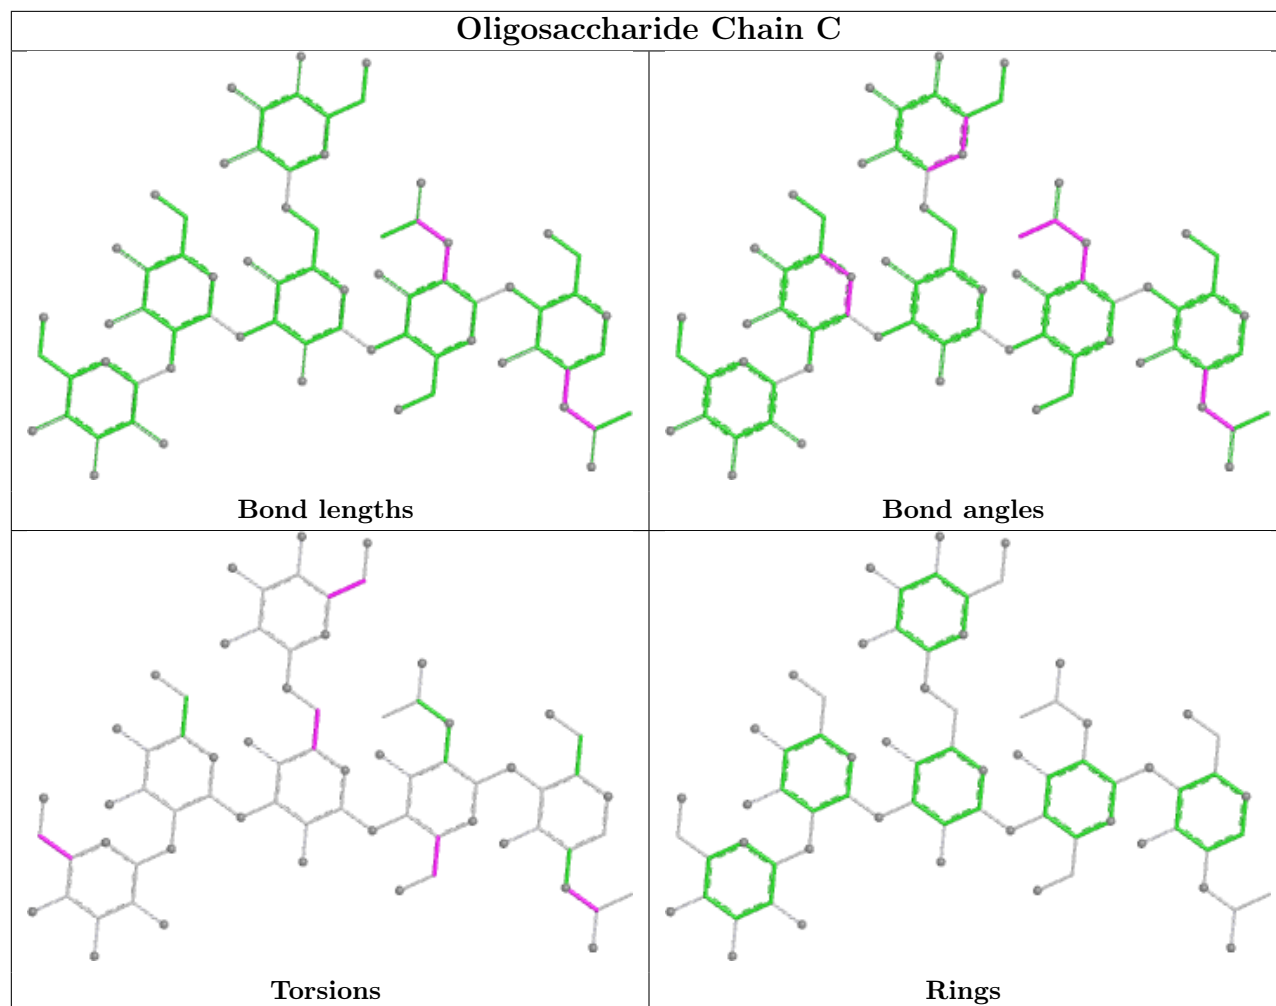 Oligosaccharide Chain C
Bond lengths
Bond angles
Torsions
Rings